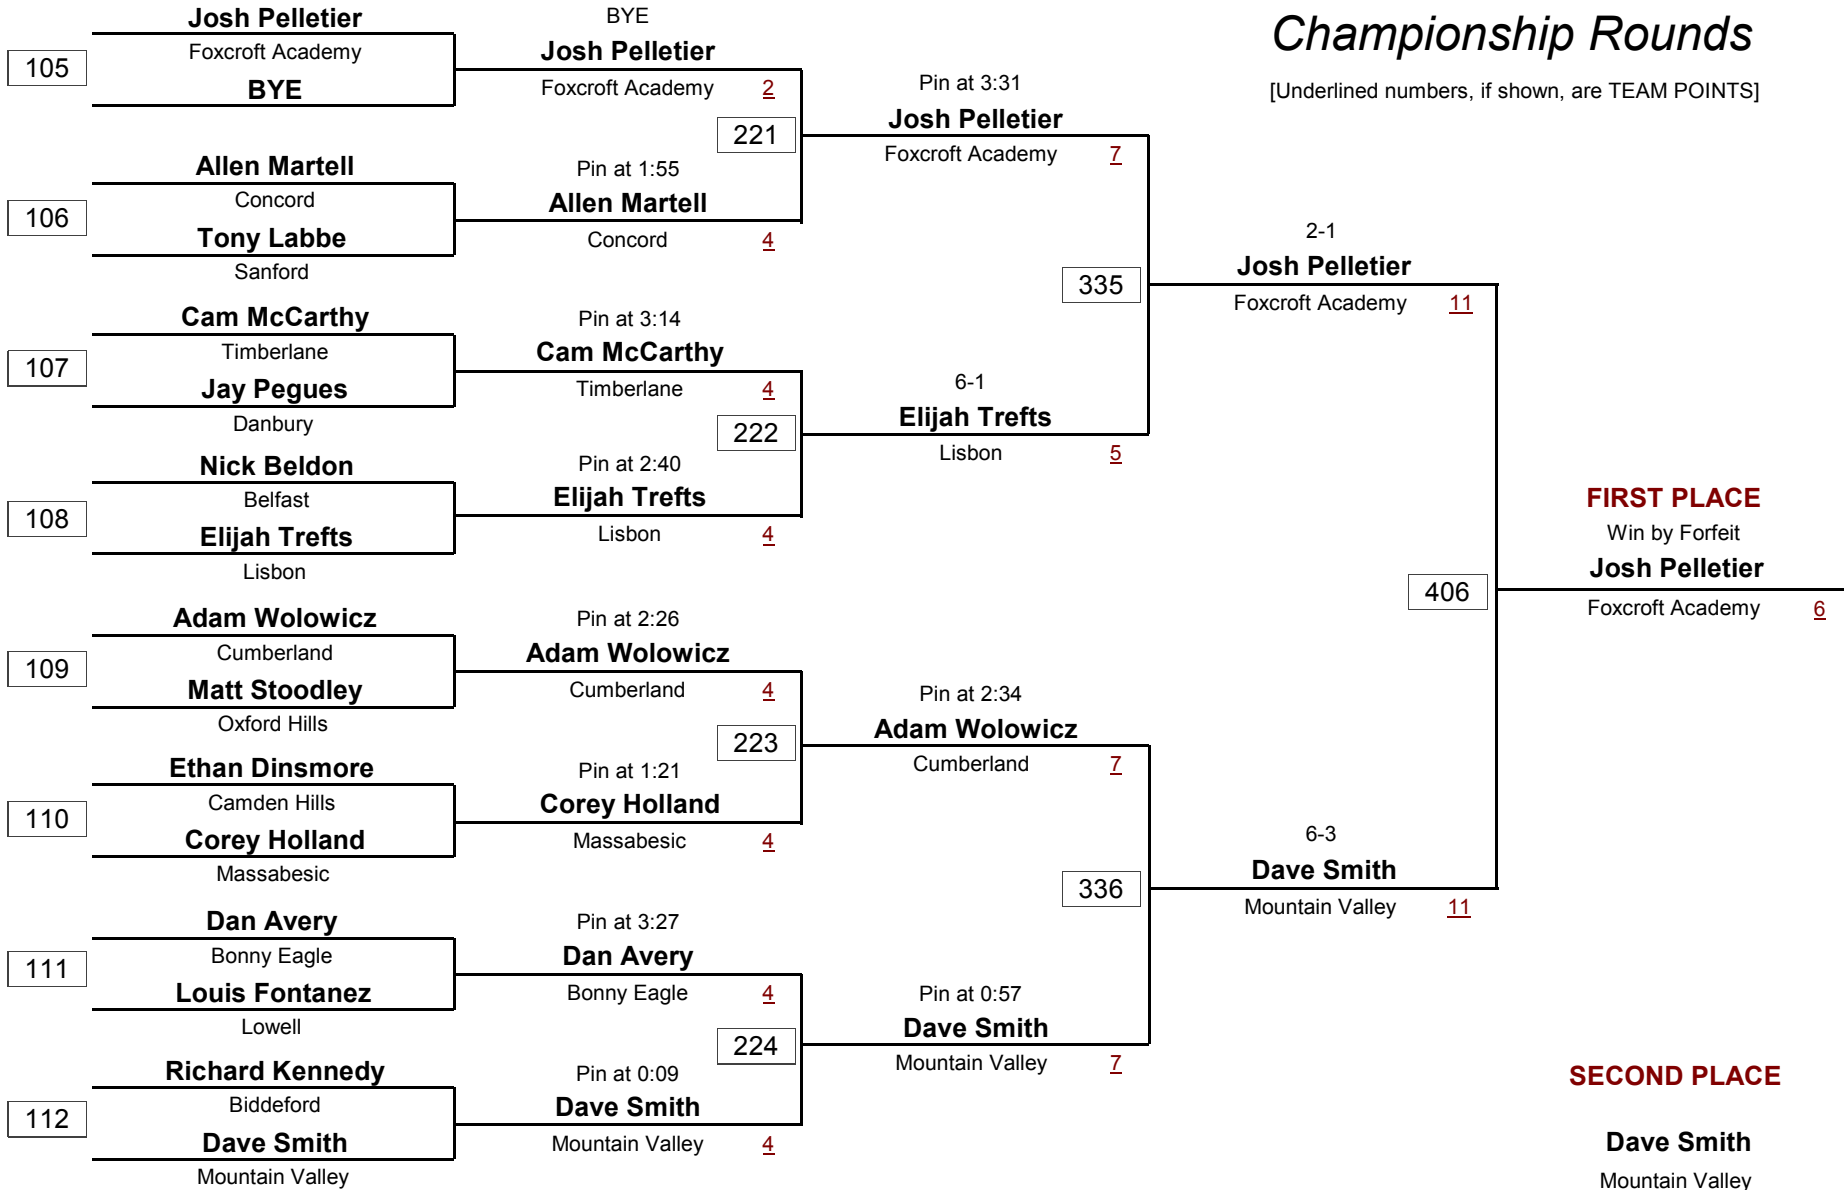 Championship Rounds
[Underlined numbers, if shown, are TEAM POINTS]
Josh Pelletier
Foxcroft Academy
105
BYE
Allen Martell
Concord
106
Tony Labbe
Sanford
Cam McCarthy
Timberlane
107
Jay Pegues
Danbury
Nick Beldon
Belfast
108
Elijah Trefts
Lisbon
Adam Wolowicz
Cumberland
109
Matt Stoodley
Oxford Hills
Ethan Dinsmore
Camden Hills
110
Corey Holland
Massabesic
Dan Avery
Bonny Eagle
111
Louis Fontanez
Lowell
Richard Kennedy
Biddeford
112
Dave Smith
Mountain Valley
BYE
Josh Pelletier
Foxcroft Academy 2
221
Pin at 1:55
Allen Martell
Concord 4
Pin at 3:14
Cam McCarthy
Timberlane 4
222
Pin at 2:40
Elijah Trefts
Lisbon 4
Pin at 2:26
Adam Wolowicz
Cumberland 4
223
Pin at 1:21
Corey Holland
Massabesic 4
Pin at 3:27
Dan Avery
Bonny Eagle 4
224
Pin at 0:09
Dave Smith
Mountain Valley 4
Pin at 3:31
Josh Pelletier
Foxcroft Academy 7
335
6-1
Elijah Trefts
Lisbon 5
Pin at 2:34
Adam Wolowicz
Cumberland 7
336
Pin at 0:57
Dave Smith
Mountain Valley 7
2-1
Josh Pelletier
Foxcroft Academy 11
406
6-3
Dave Smith
Mountain Valley 11
FIRST PLACE
Win by Forfeit
Josh Pelletier
Foxcroft Academy 6
SECOND PLACE
Dave Smith
Mountain Valley